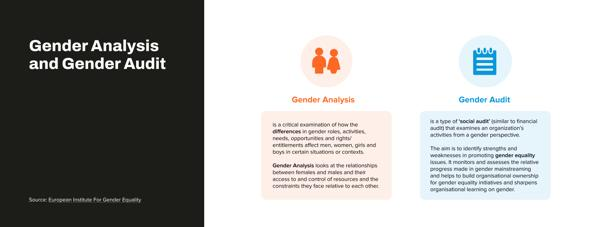 Gender Analysis
and Gender Audit
Source: European Institute For Gender Equality
Gender Analysis
is a critical examination of how the
differences in gender roles, activities,
needs, opportunities and rights/
entitlements affect men, women, girls and
boys in certain situations or contexts.
Gender Analysis looks at the relationships
between females and males and their
access to and control of resources and the
constraints they face relative to each other.
Gender Audit
is a type of ‘social audit’ (similar to financial
audit) that examines an organization’s
activities from a gender perspective.
The aim is to identify strengths and
weaknesses in promoting gender equality
issues. It monitors and assesses the relative
progress made in gender mainstreaming
and helps to build organisational ownership
for gender equality initiatives and sharpens
organisational learning on gender.